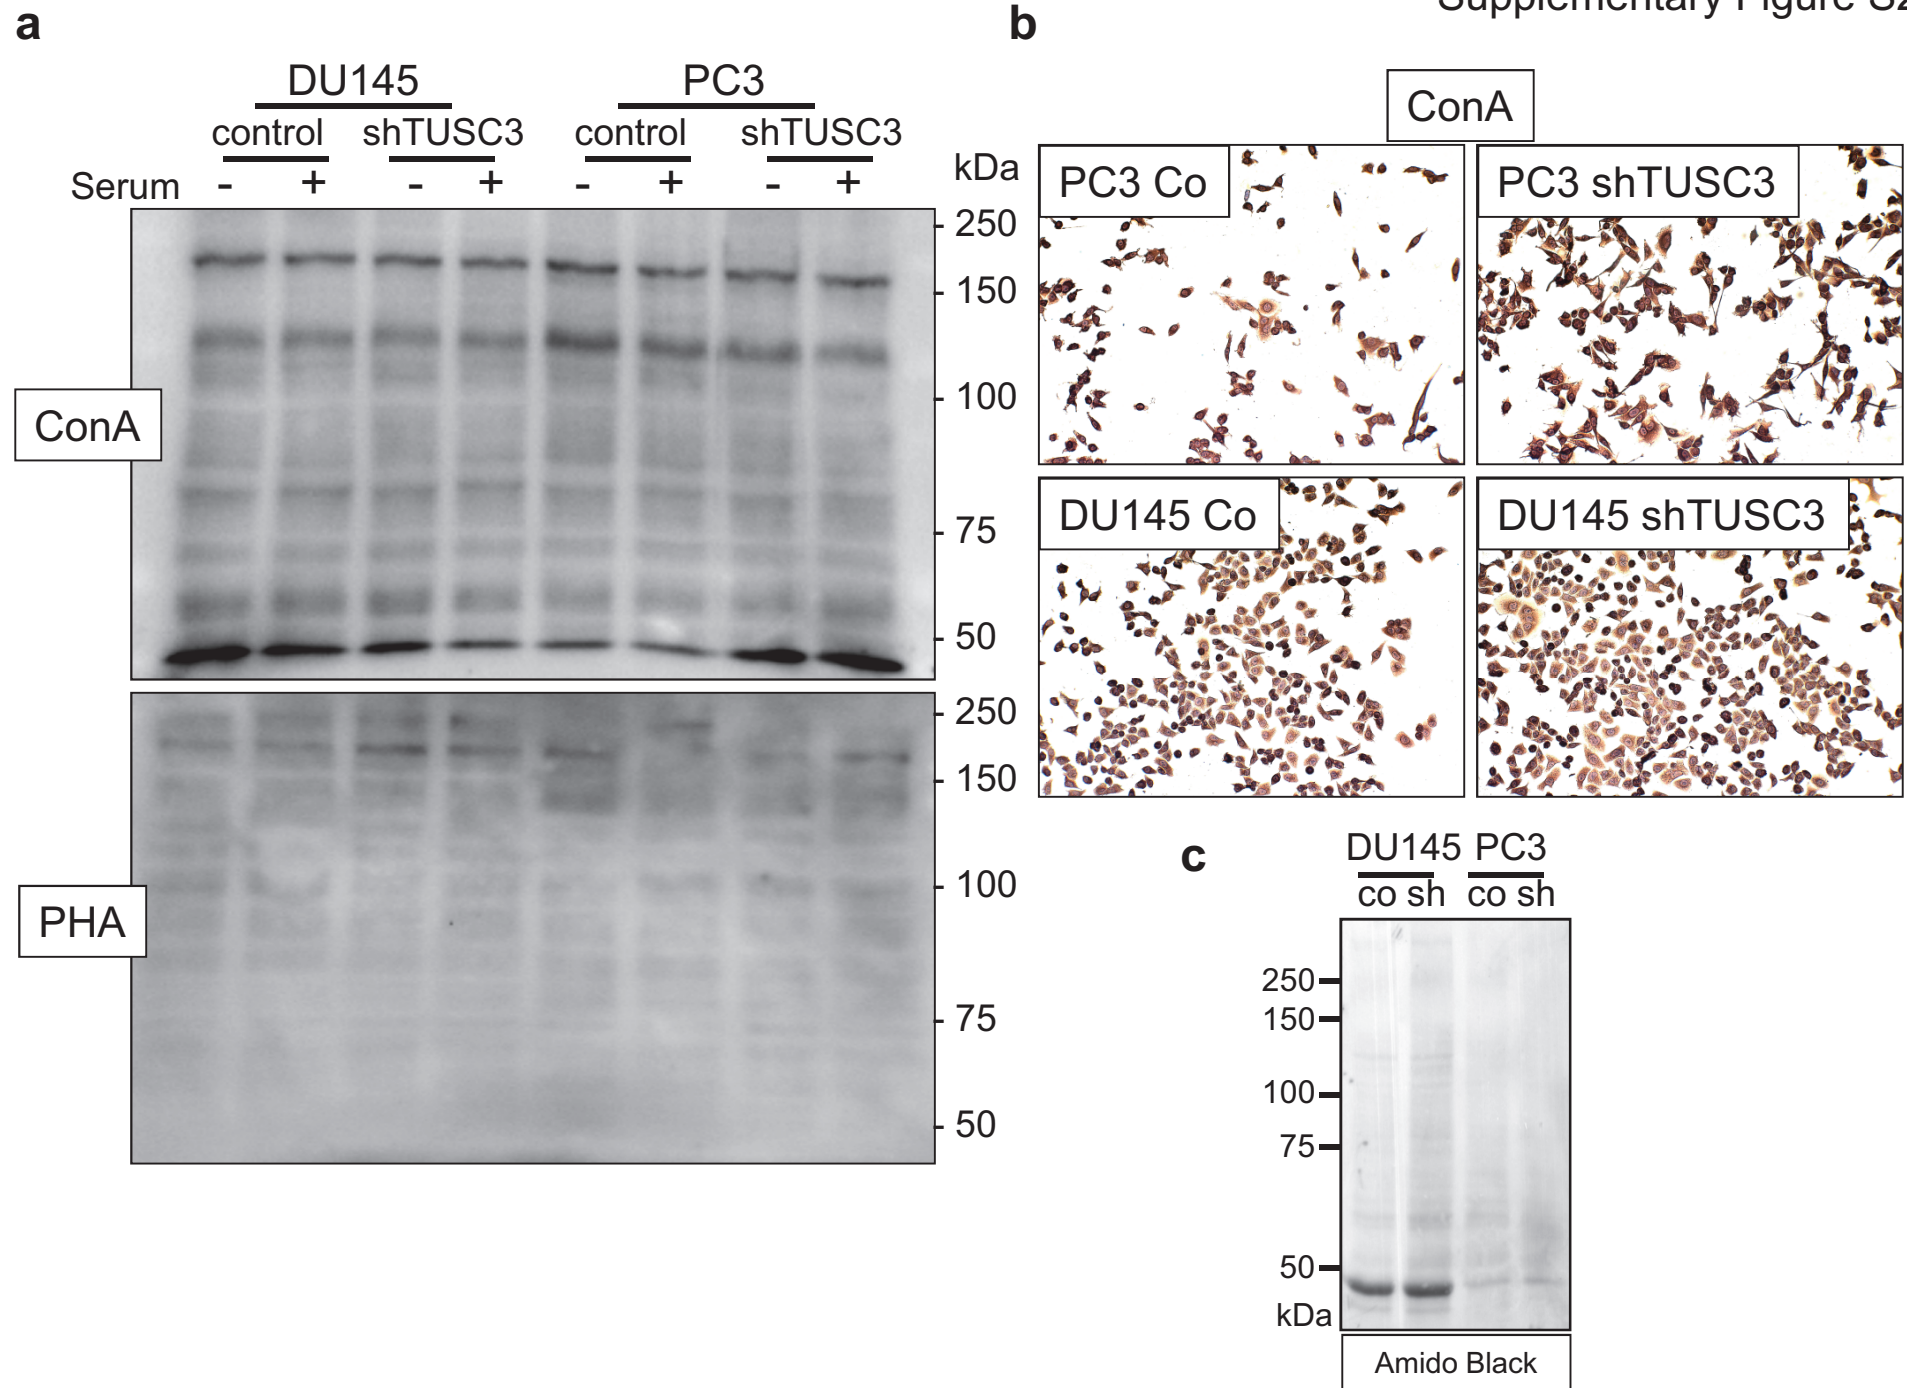 Supplementary Figure S2
a
DU145 PC3
control shTUSC3 control shTUSC3
kDa
Serum - + - + - + - +
250
150
100
75
50
ConA
250
150
100
75
50
PHA
b
ConA
PC3 Co
PC3 shTUSC3
DU145 Co
DU145 shTUSC3
c
DU145 PC3
co sh co sh
250
150
100
75
50
kDa
Amido Black